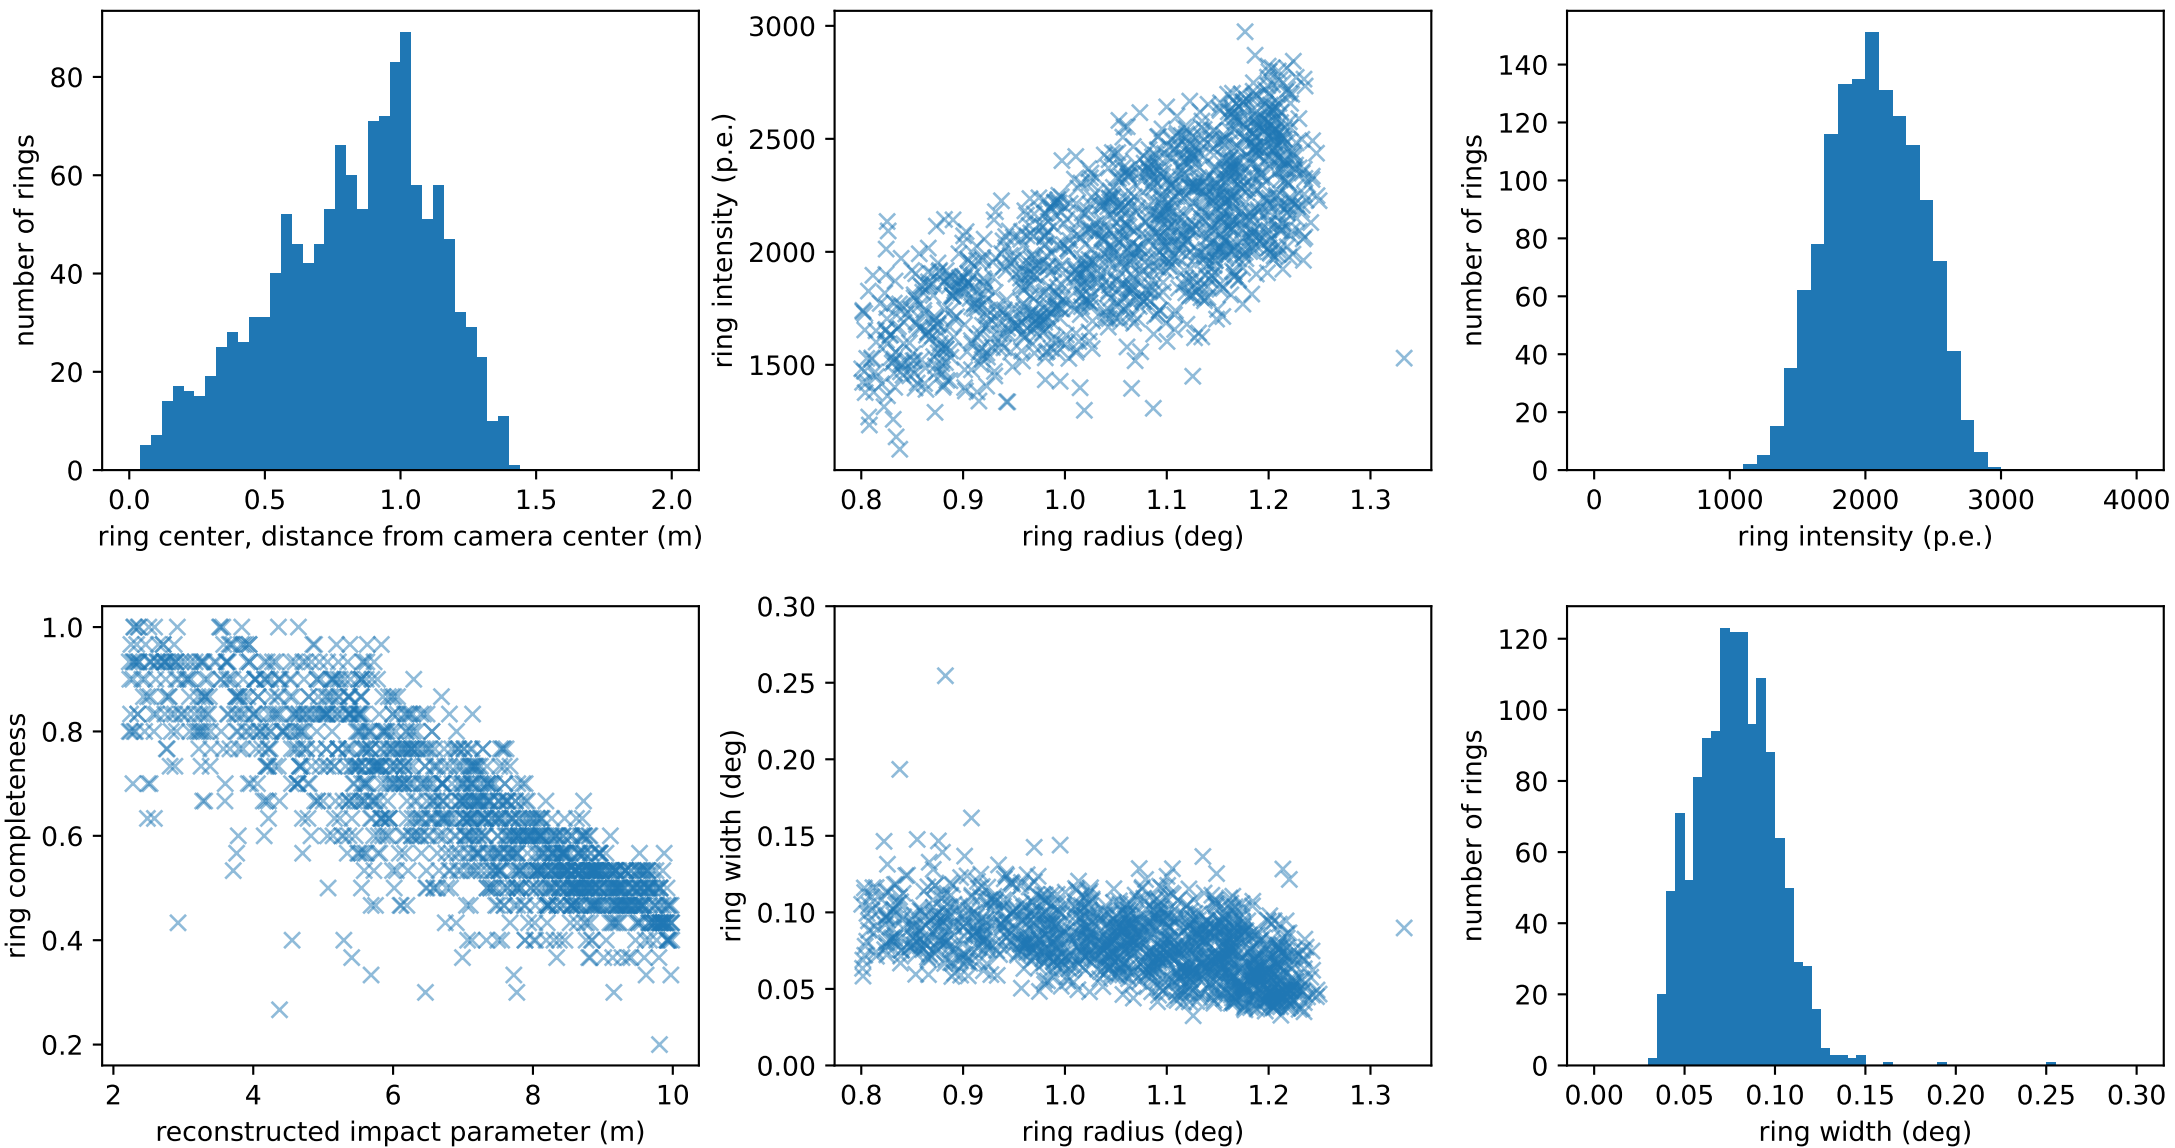 number of rings
80
60
40
20
0
0.0 0.5 1.0 1.5 2.0
ring center, distance from camera center (m)
ring intensity (p.e.)
3000
2500
2000
1500
0.8 0.9 1.0 1.1 1.2 1.3
ring radius (deg)
number of rings
140
120
100
80
60
40
20
0
0 1000 2000 3000 4000
ring intensity (p.e.)
ring completeness
1.0
0.8
0.6
0.4
0.2
2 4 6 8 10
reconstructed impact parameter (m)
ring width (deg)
0.30
0.25
0.20
0.15
0.10
0.05
0.00
0.8 0.9 1.0 1.1 1.2 1.3
ring radius (deg)
number of rings
120
100
80
60
40
20
0
0.00 0.05 0.10 0.15 0.20 0.25 0.30
ring width (deg)